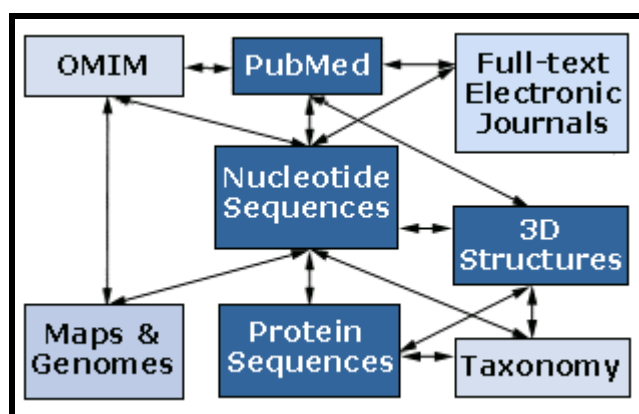 OMIM
PubMed
Full-text
Electronic
Journals
Nucleotide
Sequences
3D
Structures
Maps &
Genomes
Protein
Sequences
Taxonomy